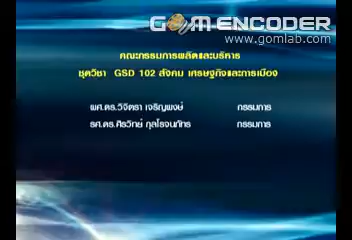 GOM ENCODER
www.gomlab.com
คณะกรรมการผลิตและบริหาร
ชุดวิชา GSD 102 สังคม เศรษฐกิจและการเมือง
ผศ.ดร.วิจิตรา เจริญพงษ์ กรรมการ
รศ.ดร.ศิรวิทย์ กุลโรจนภัทร กรรมการ